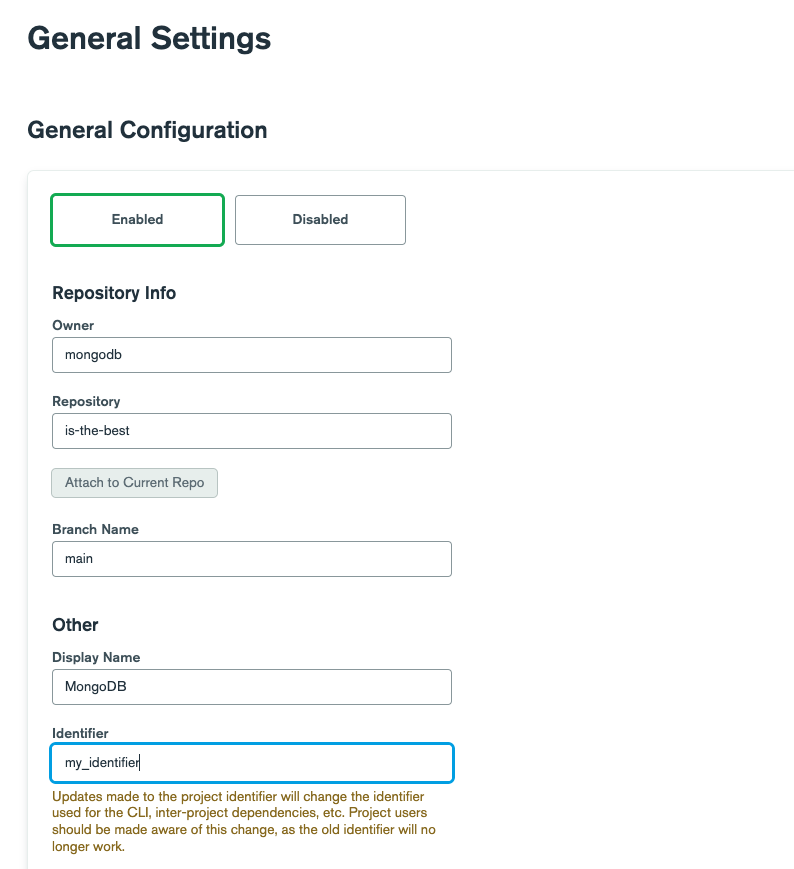 General Settings
General Configuration
Enabled
Disabled
Repository Info
Owner
mongodb
Repository
is-the-best
Attach to Current Repo
Branch Name
main
Other
Display Name
MongoDB
Identifier
my_identifier
Updates made to the project identifier will change the identifier
used for the CLI, inter-project dependencies, etc. Project users
should be made aware of this change, as the old identifier will no
longer work.